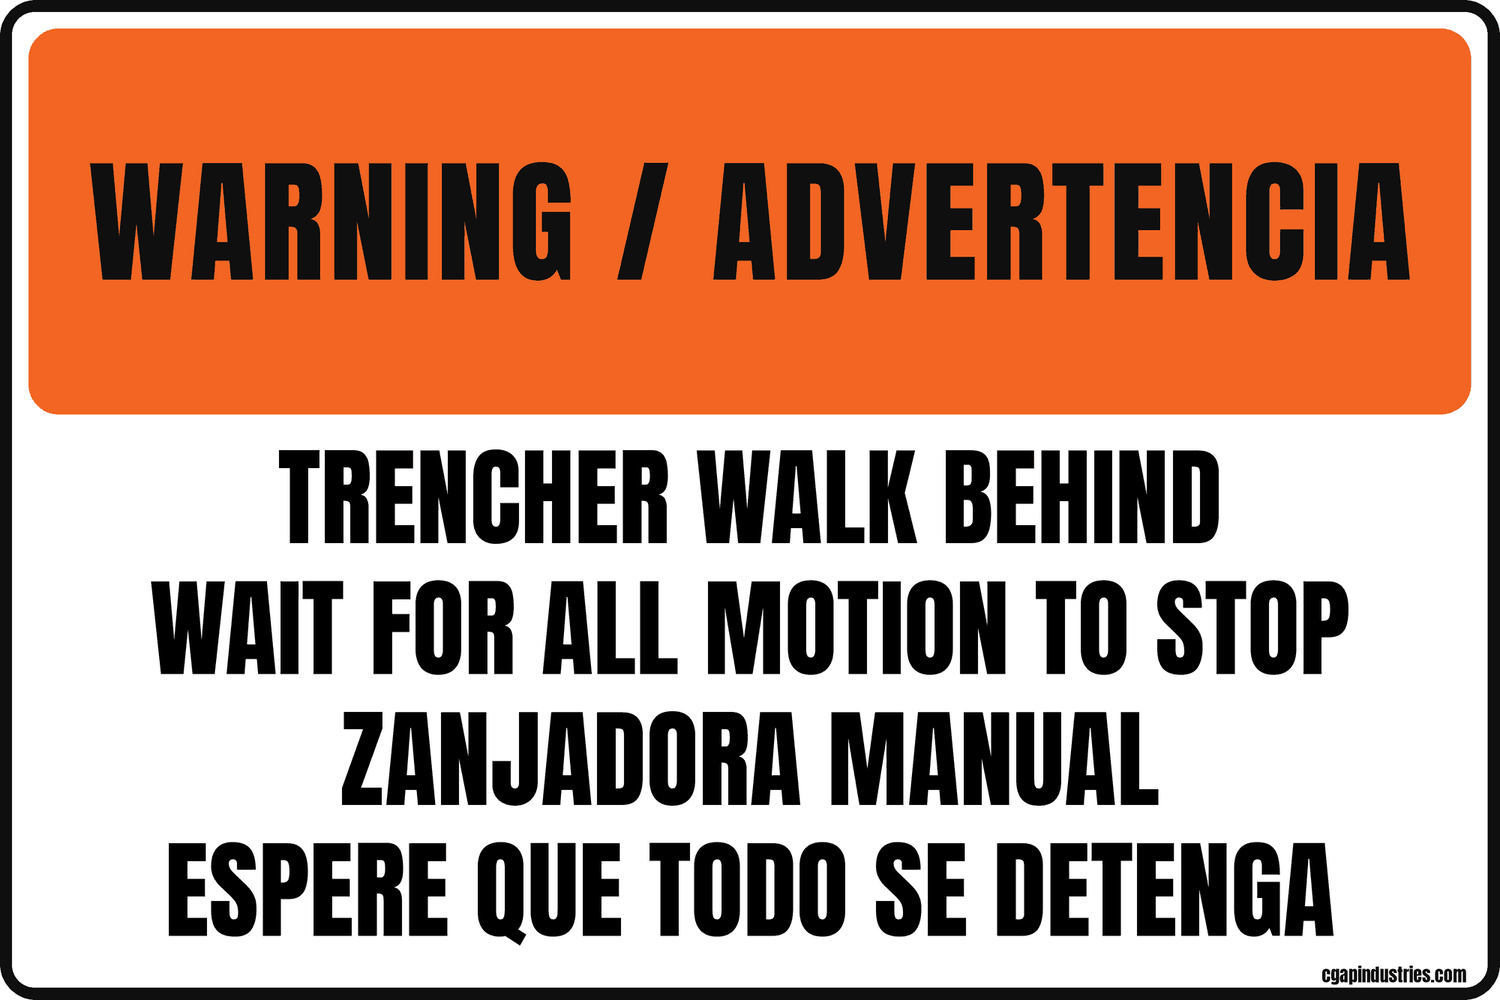 WARNING / ADVERTENCIA
TRENCHER WALK BEHIND
WAIT FOR ALL MOTION TO STOP
ZANJADORA MANUAL
ESPERE QUE TODO SE DETENGA
cgapindustries.com